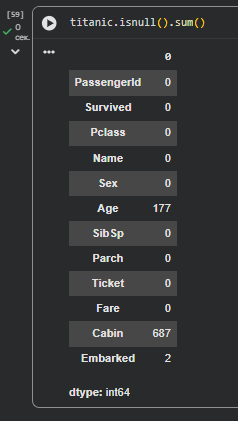 [59]
0
сек.
titanic.isnull().sum()
0
PassengerId 0
Survived 0
Pclass 0
Name 0
Sex 0
Age 177
SibSp 0
Parch 0
Ticket 0
Fare 0
Cabin 687
Embarked 2
dtype: int64